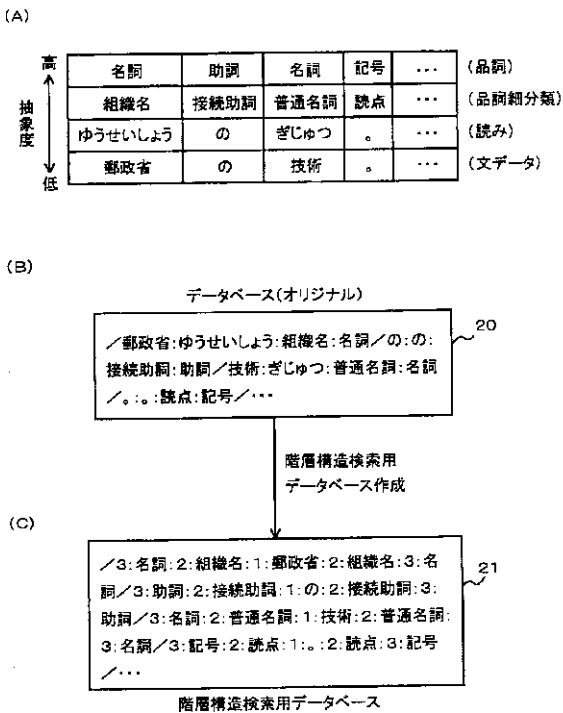 (A)
高
抽象度
低
名詞 助詞 名詞 記号 ・・・ (品詞)
組織名 接続助詞 普通名詞 読点 ・・・ (品詞細分類)
ゆうせいしょう の ぎじゅつ 。 ・・・ (読み)
郵政省 の 技術 。 ・・・ (文データ)
(B)
データベース(オリジナル)
20
／郵政省:ゆうせいしょう:組織名:名詞／の:の:
接続助詞:助詞／技術:ぎじゅつ:普通名詞:名詞
／。:。:読点:記号／・・・
階層構造検索用
データベース作成
(C)
21
／3:名詞:2:組織名:1:郵政省:2:組織名:3:名
詞／3:助詞:2:接続助詞:1:の:2:接続助詞:3:
助詞／3:名詞:2:普通名詞:1:技術:2:普通名詞:
3:名詞／3:記号:2:読点:1:。:2:読点:3:記号
／・・・
階層構造検索用データベース